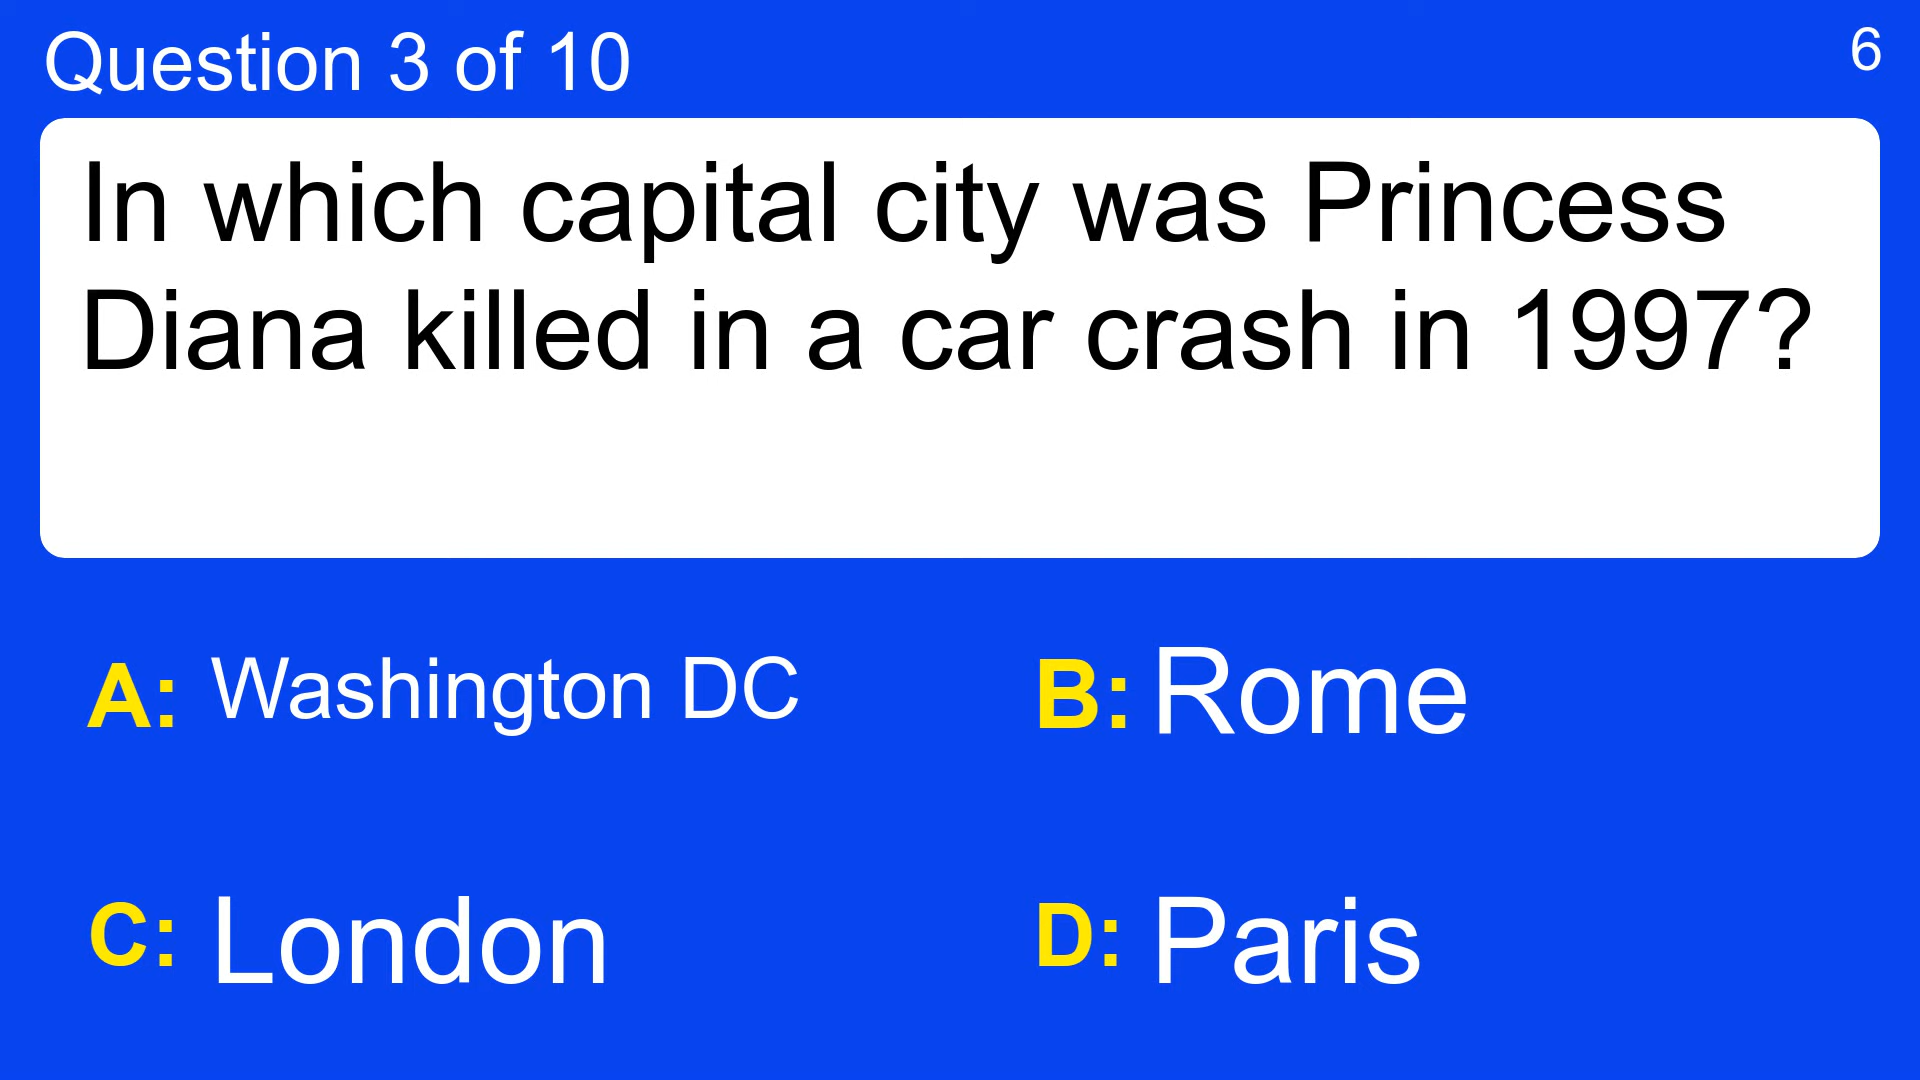 Question 3 of 10
6
In which capital city was Princess
Diana killed in a car crash in 1997?
A: Washington DC
B: Rome
C: London
D: Paris